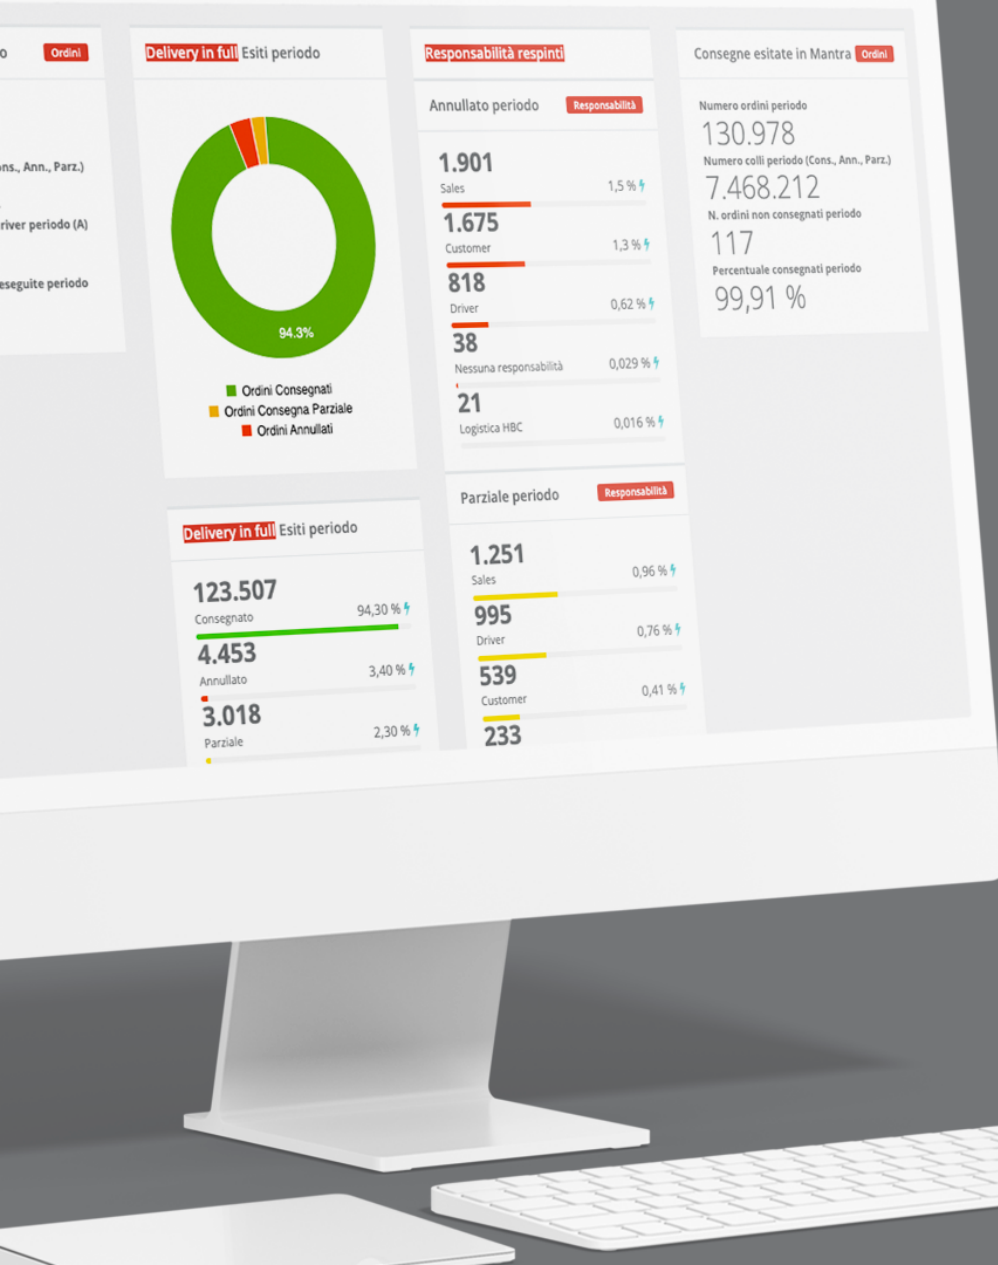 o Ordini
ons., Ann., Parz.)
river periodo (A)
eseguite periodo
Delivery in full Esiti periodo
94.3%
Ordini Consegnati
Ordini Consegna Parziale
Ordini Annullati
Delivery in full Esiti periodo
123.507
Consegnato 94,30 %
4.453
Annullato 3,40 %
3.018
Parziale 2,30 %
Responsabilità respinti
Annullato periodo Responsabilità
1.901
Sales 1,5 %
1.675
Customer 1,3 %
818
Driver 0,62 %
38
Nessuna responsabilità 0,029 %
21
Logistica HBC 0,016 %
Parziale periodo Responsabilità
1.251
Sales 0,96 %
995
Driver 0,76 %
539
Customer 0,41 %
233
Consegne esitate in Mantra Ordini
Numero ordini periodo
130.978
Numero colli periodo (Cons., Ann., Parz.)
7.468.212
N. ordini non consegnati periodo
117
Percentuale consegnati periodo
99,91 %